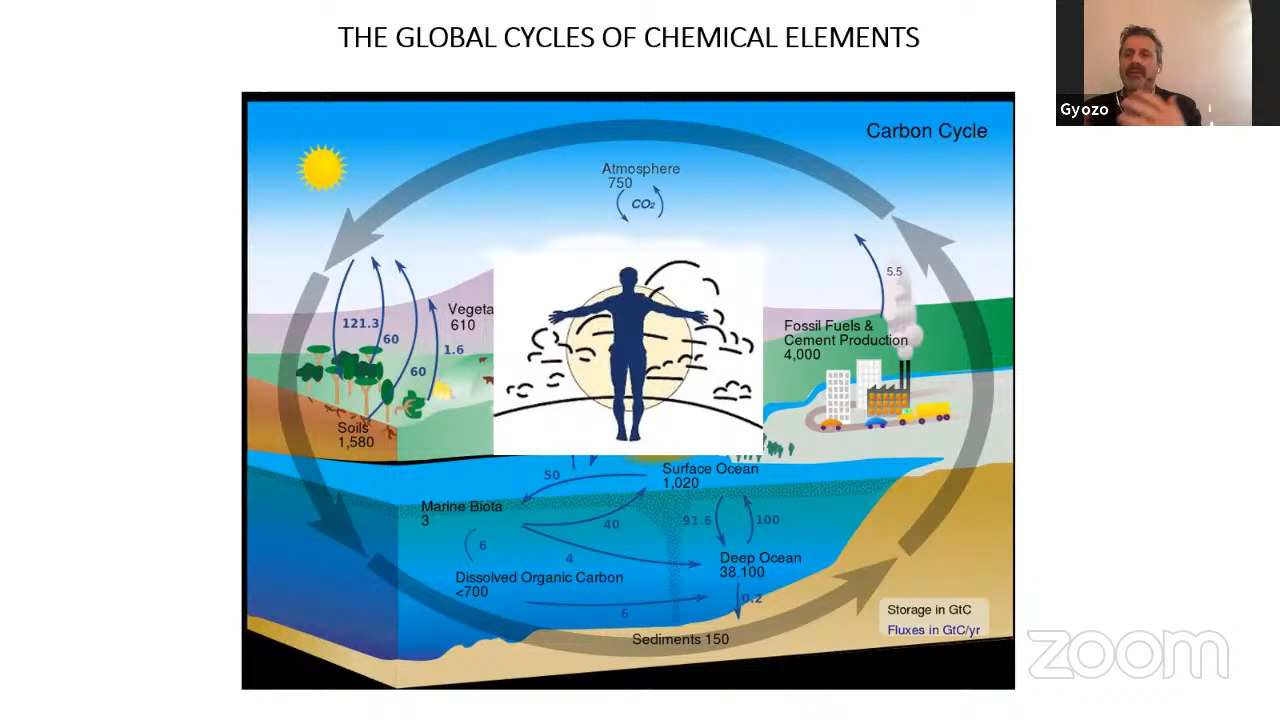 THE GLOBAL CYCLES OF CHEMICAL ELEMENTS
Gyozo
Carbon Cycle
Atmosphere
750
CO₂
5.5
121.3
60
60
1.6
Vegeta
610
Fossil Fuels &
Cement Production
4,000
Soils
1,580
50
Surface Ocean
1,020
Marine Biota
3
40
91.6
100
6
4
Deep Ocean
38.100
Dissolved Organic Carbon
<700
6
0.2
Sediments 150
Storage in GtC
Fluxes in GtC/yr
zoom